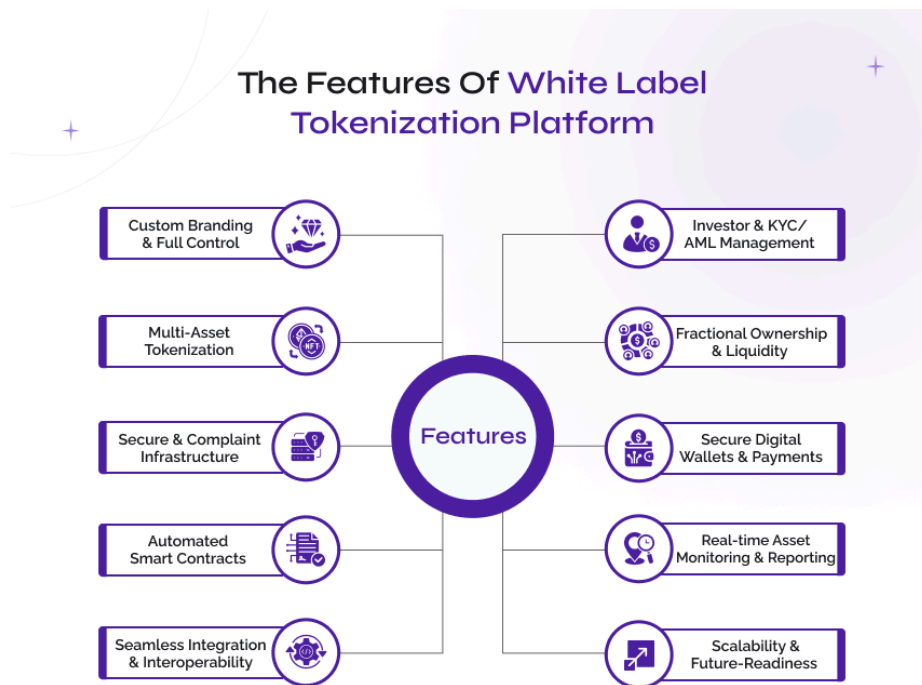 The Features Of White Label
Tokenization Platform
Custom Branding
& Full Control
Multi-Asset
Tokenization
Secure & Complaint
Infrastructure
Automated
Smart Contracts
Seamless Integration
& Interoperability
Features
Investor & KYC/
AML Management
Fractional Ownership
& Liquidity
Secure Digital
Wallets & Payments
Real-time Asset
Monitoring & Reporting
Scalability &
Future-Readiness
NFT